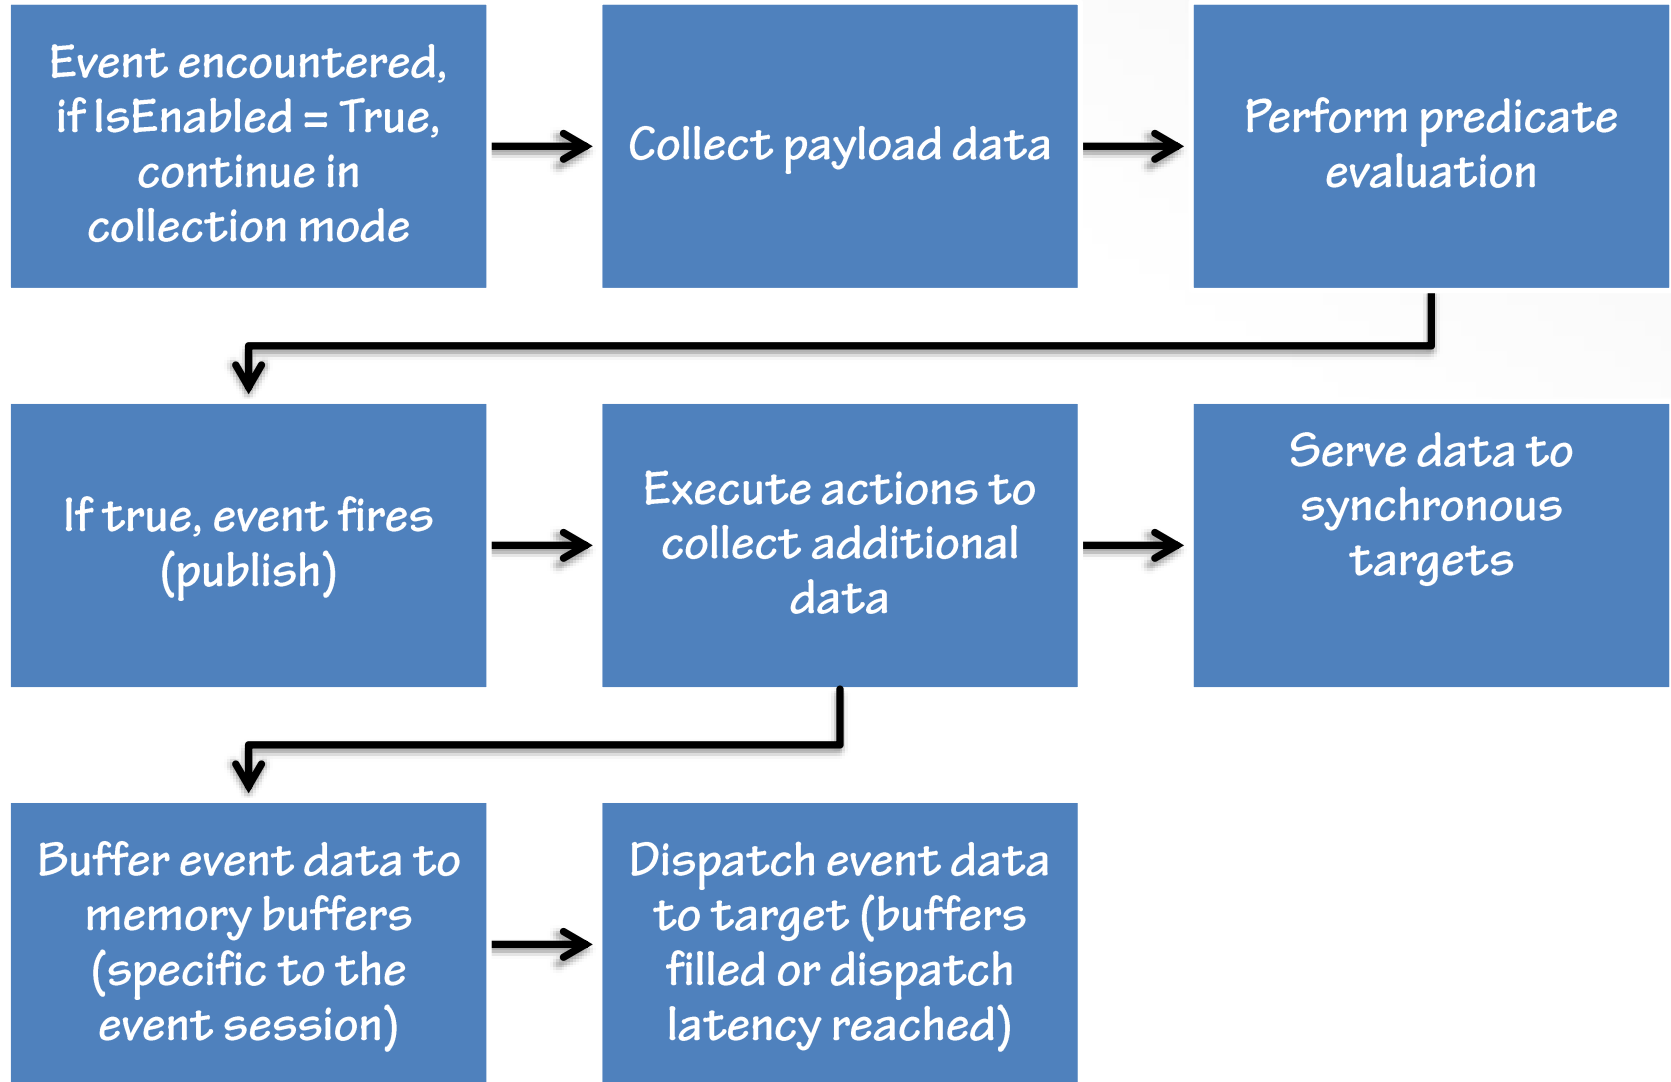 Event encountered,
if IsEnabled = True,
continue in
collection mode
Collect payload data
Perform predicate
evaluation
If true, event fires
(publish)
Execute actions to
collect additional
data
Serve data to
synchronous
targets
Buffer event data to
memory buffers
(specific to the
event session)
Dispatch event data
to target (buffers
filled or dispatch
latency reached)